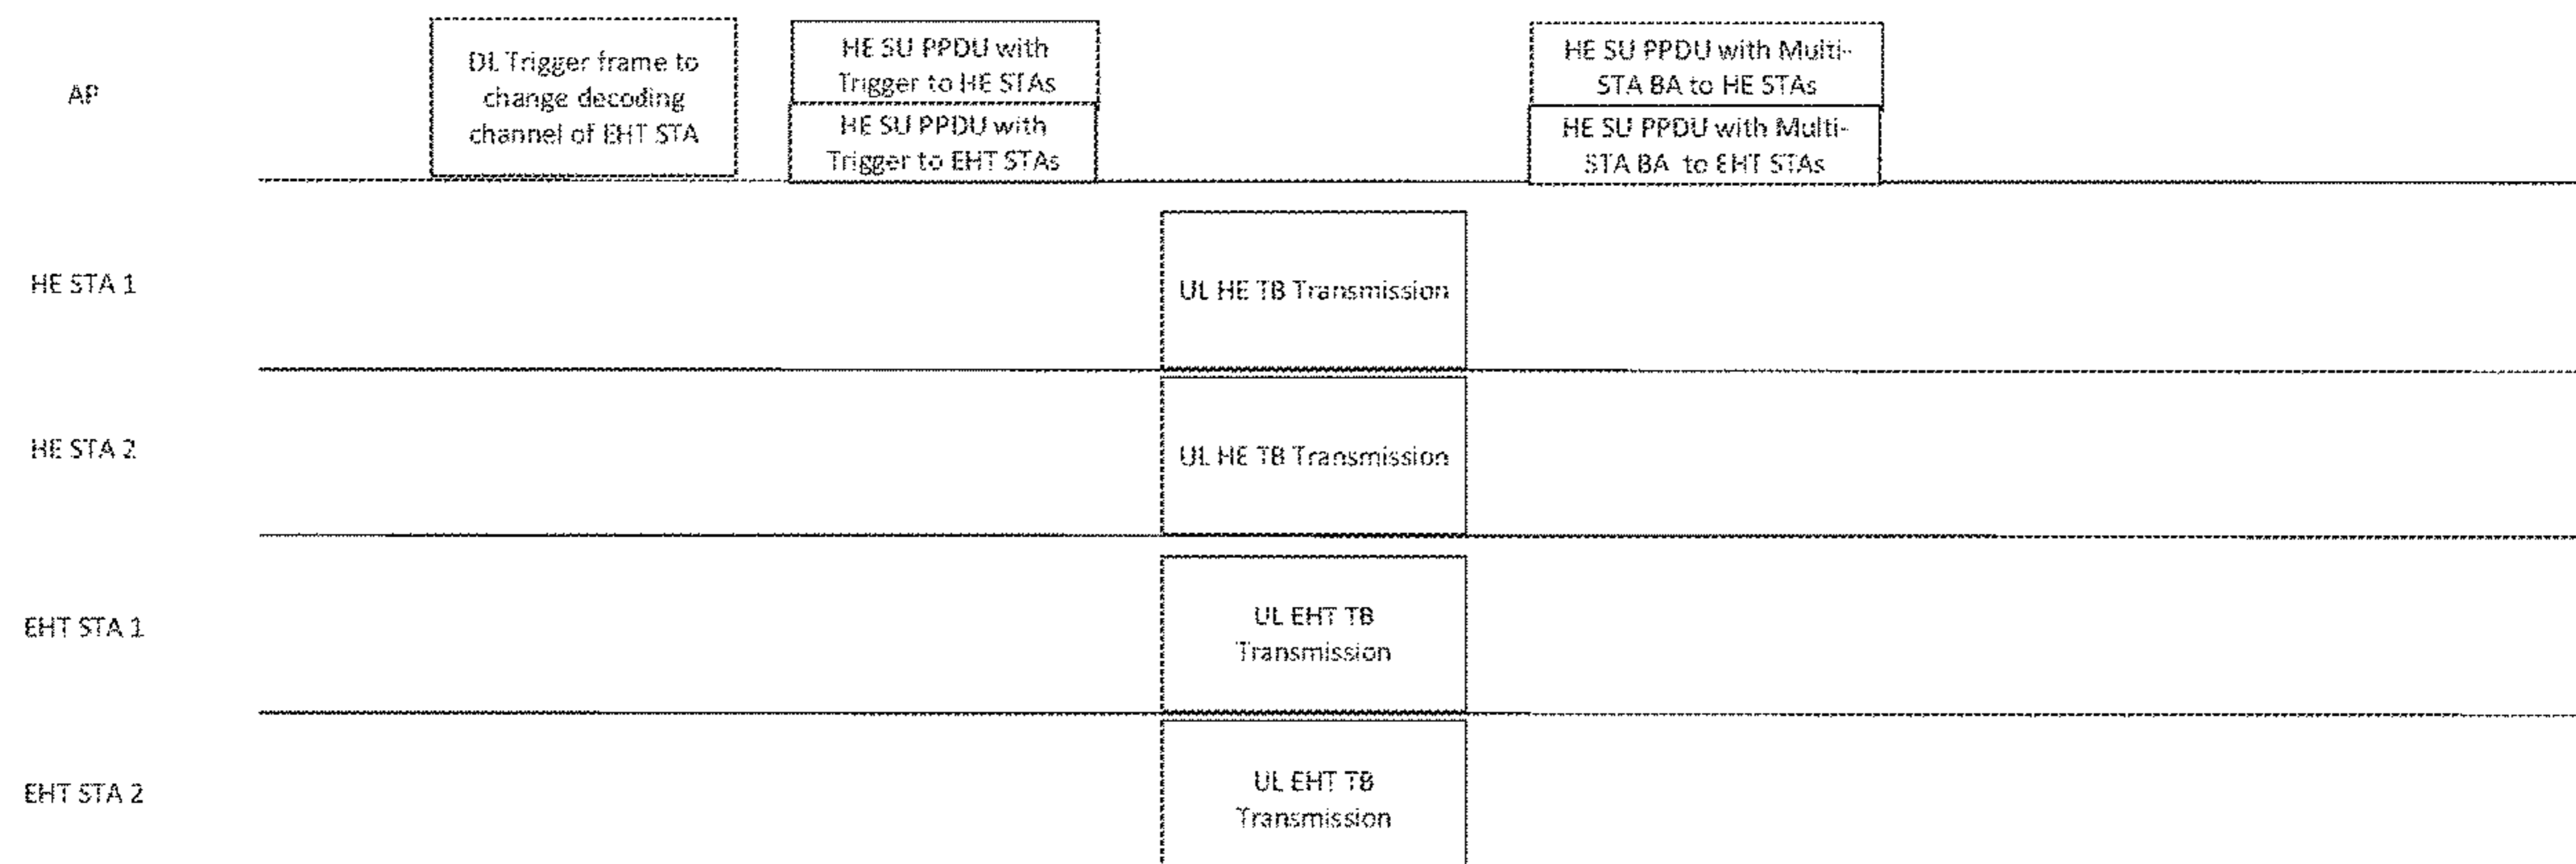 AP
DL Trigger frame to
change decoding
channel of EHT STA
HE SU PPDU with
Trigger to HE STAs
HE SU PPDU with
Trigger to EHT STAs
HE SU PPDU with Multi-
STA BA to HE STAs
HE SU PPDU with Multi-
STA BA to EHT STAs
HE STA 1
UL HE TB Transmission
HE STA 2
UL HE TB Transmission
EHT STA 1
UL EHT TB
Transmission
EHT STA 2
UL EHT TB
Transmission